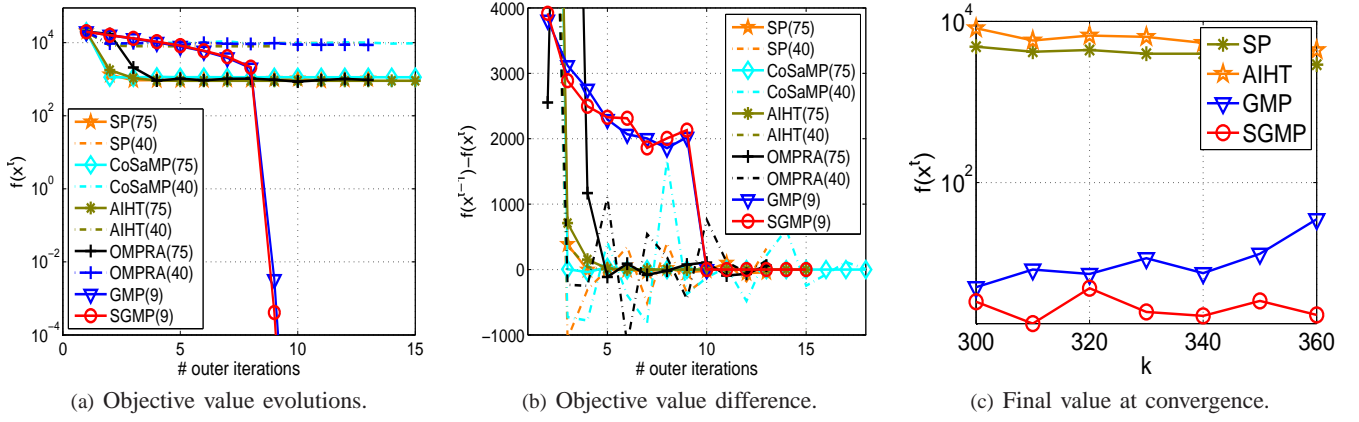 10^4
10^2
10^0
10^-2
10^-4
f(x^t)
SP(75)
SP(40)
CoSaMP(75)
CoSaMP(40)
AIHT(75)
AIHT(40)
OMPRA(75)
OMPRA(40)
GMP(9)
SGMP(9)
0 5 10 15
# outer iterations
(a) Objective value evolutions.
4000
3000
2000
1000
0
−1000
f(x^t−1)−f(x^t)
SP(75)
SP(40)
CoSaMP(75)
CoSaMP(40)
AIHT(75)
AIHT(40)
OMPRA(75)
OMPRA(40)
GMP(9)
SGMP(9)
5 10 15
# outer iterations
(b) Objective value difference.
10^4
10^2
f(x^t)
SP
AIHT
GMP
SGMP
300 320 340 360
k
(c) Final value at convergence.